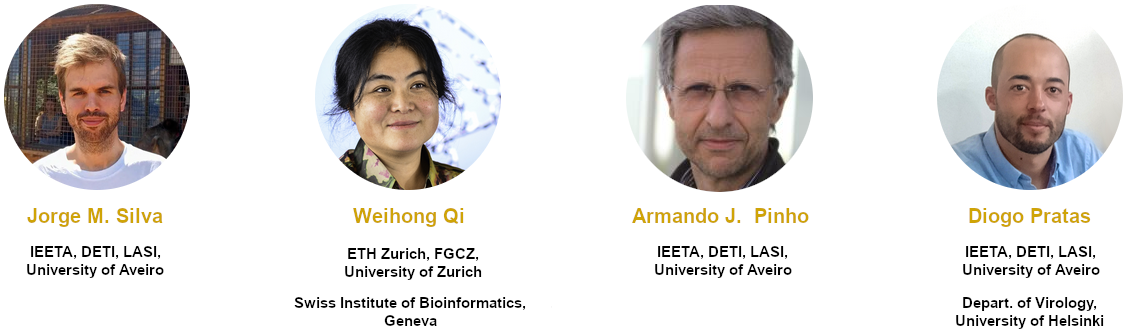 Jorge M. Silva
IEETA, DETI, LASI,
University of Aveiro
Weihong Qi
ETH Zurich, FGCZ,
University of Zurich
Swiss Institute of Bioinformatics,
Geneva
Armando J. Pinho
IEETA, DETI, LASI,
University of Aveiro
Diogo Pratas
IEETA, DETI, LASI,
University of Aveiro
Depart. of Virology,
University of Helsinki